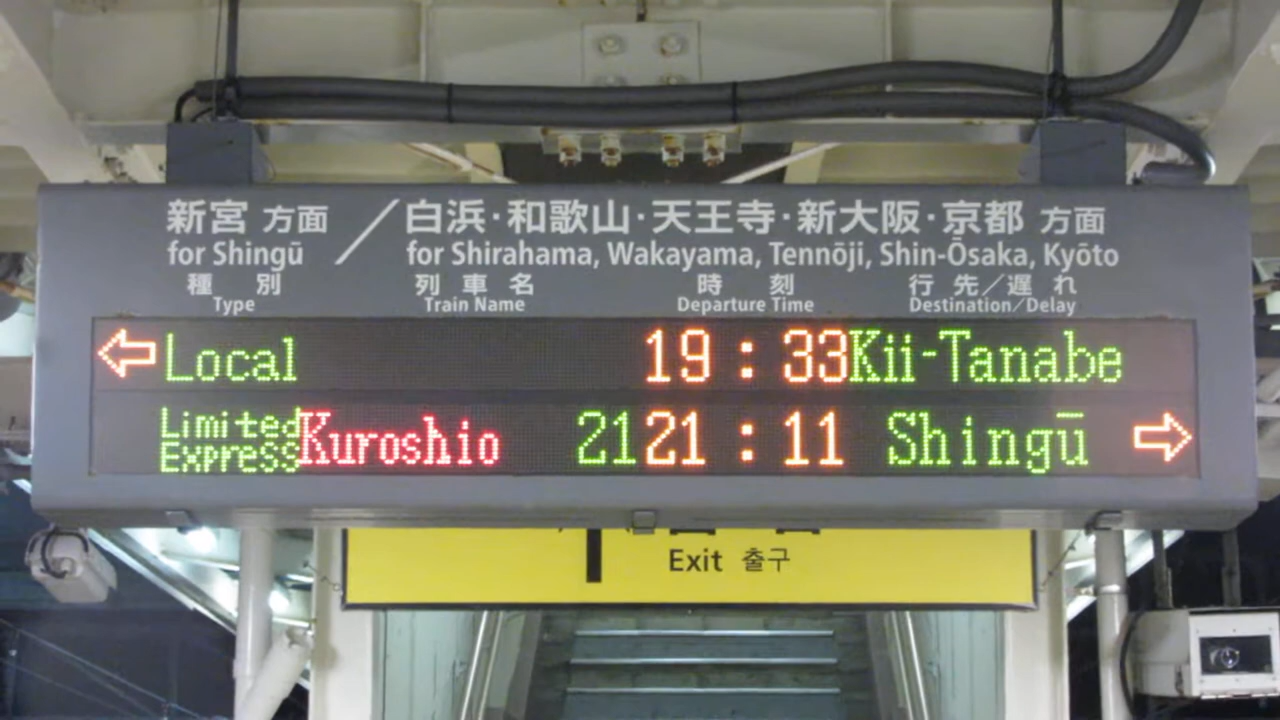 新宮 方面 / 白浜・和歌山・天王寺・新大阪・京都 方面
for Shingū for Shirahama, Wakayama, Tennōji, Shin-Ōsaka, Kyōto
種別 列車名 時刻 行先/遅れ
Type Train Name Departure Time Destination/Delay
Local 19:33 Kii-Tanabe
Limited Express Kuroshio 21 21:11 Shingū
Exit 출구